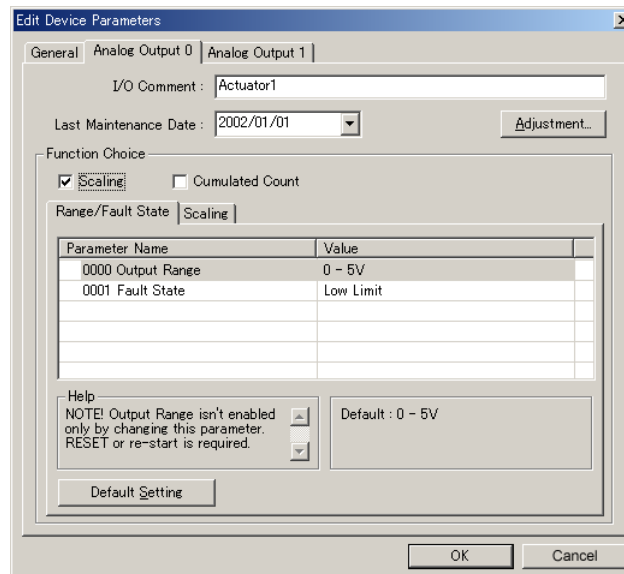 Edit Device Parameters
General Analog Output 0 Analog Output 1
I/O Comment : Actuator1
Last Maintenance Date : 2002/01/01 Adjustment...
Function Choice
Scaling Cumulated Count
Range/Fault State Scaling
Parameter Name Value
0000 Output Range 0 - 5V
0001 Fault State Low Limit
Help
NOTE! Output Range isn't enabled
only by changing this parameter.
RESET or re-start is required.
Default : 0 - 5V
Default Setting
OK Cancel